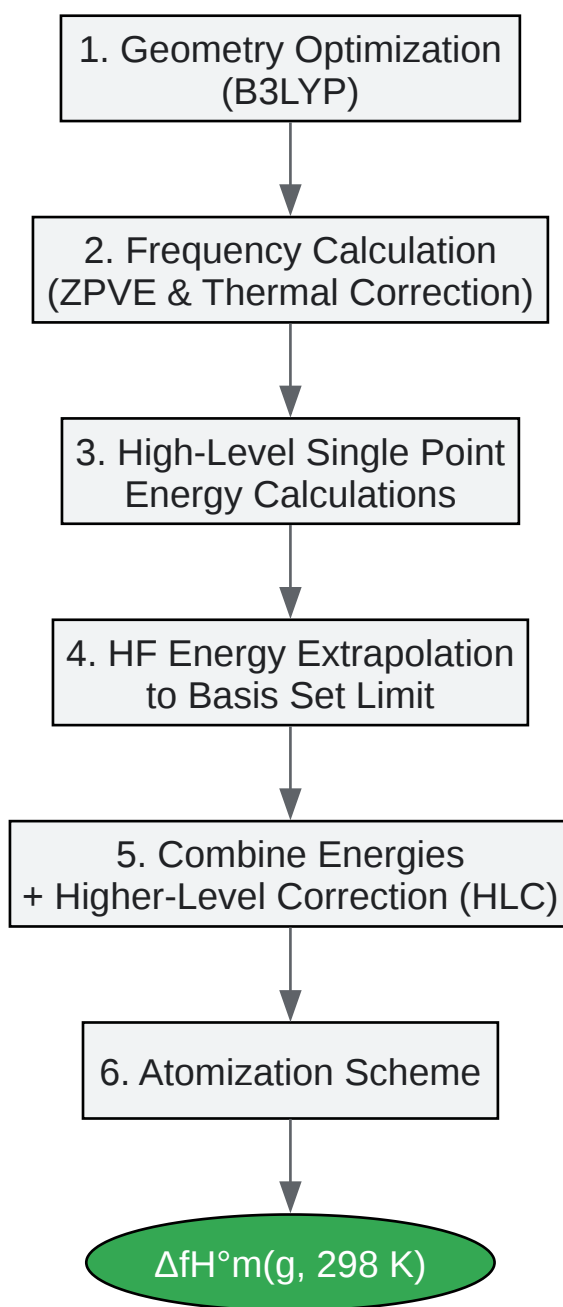 1. Geometry Optimization
(B3LYP)
2. Frequency Calculation
(ZPVE & Thermal Correction)
3. High-Level Single Point
Energy Calculations
4. HF Energy Extrapolation
to Basis Set Limit
5. Combine Energies
+ Higher-Level Correction (HLC)
6. Atomization Scheme
ΔfH°m(g, 298 K)